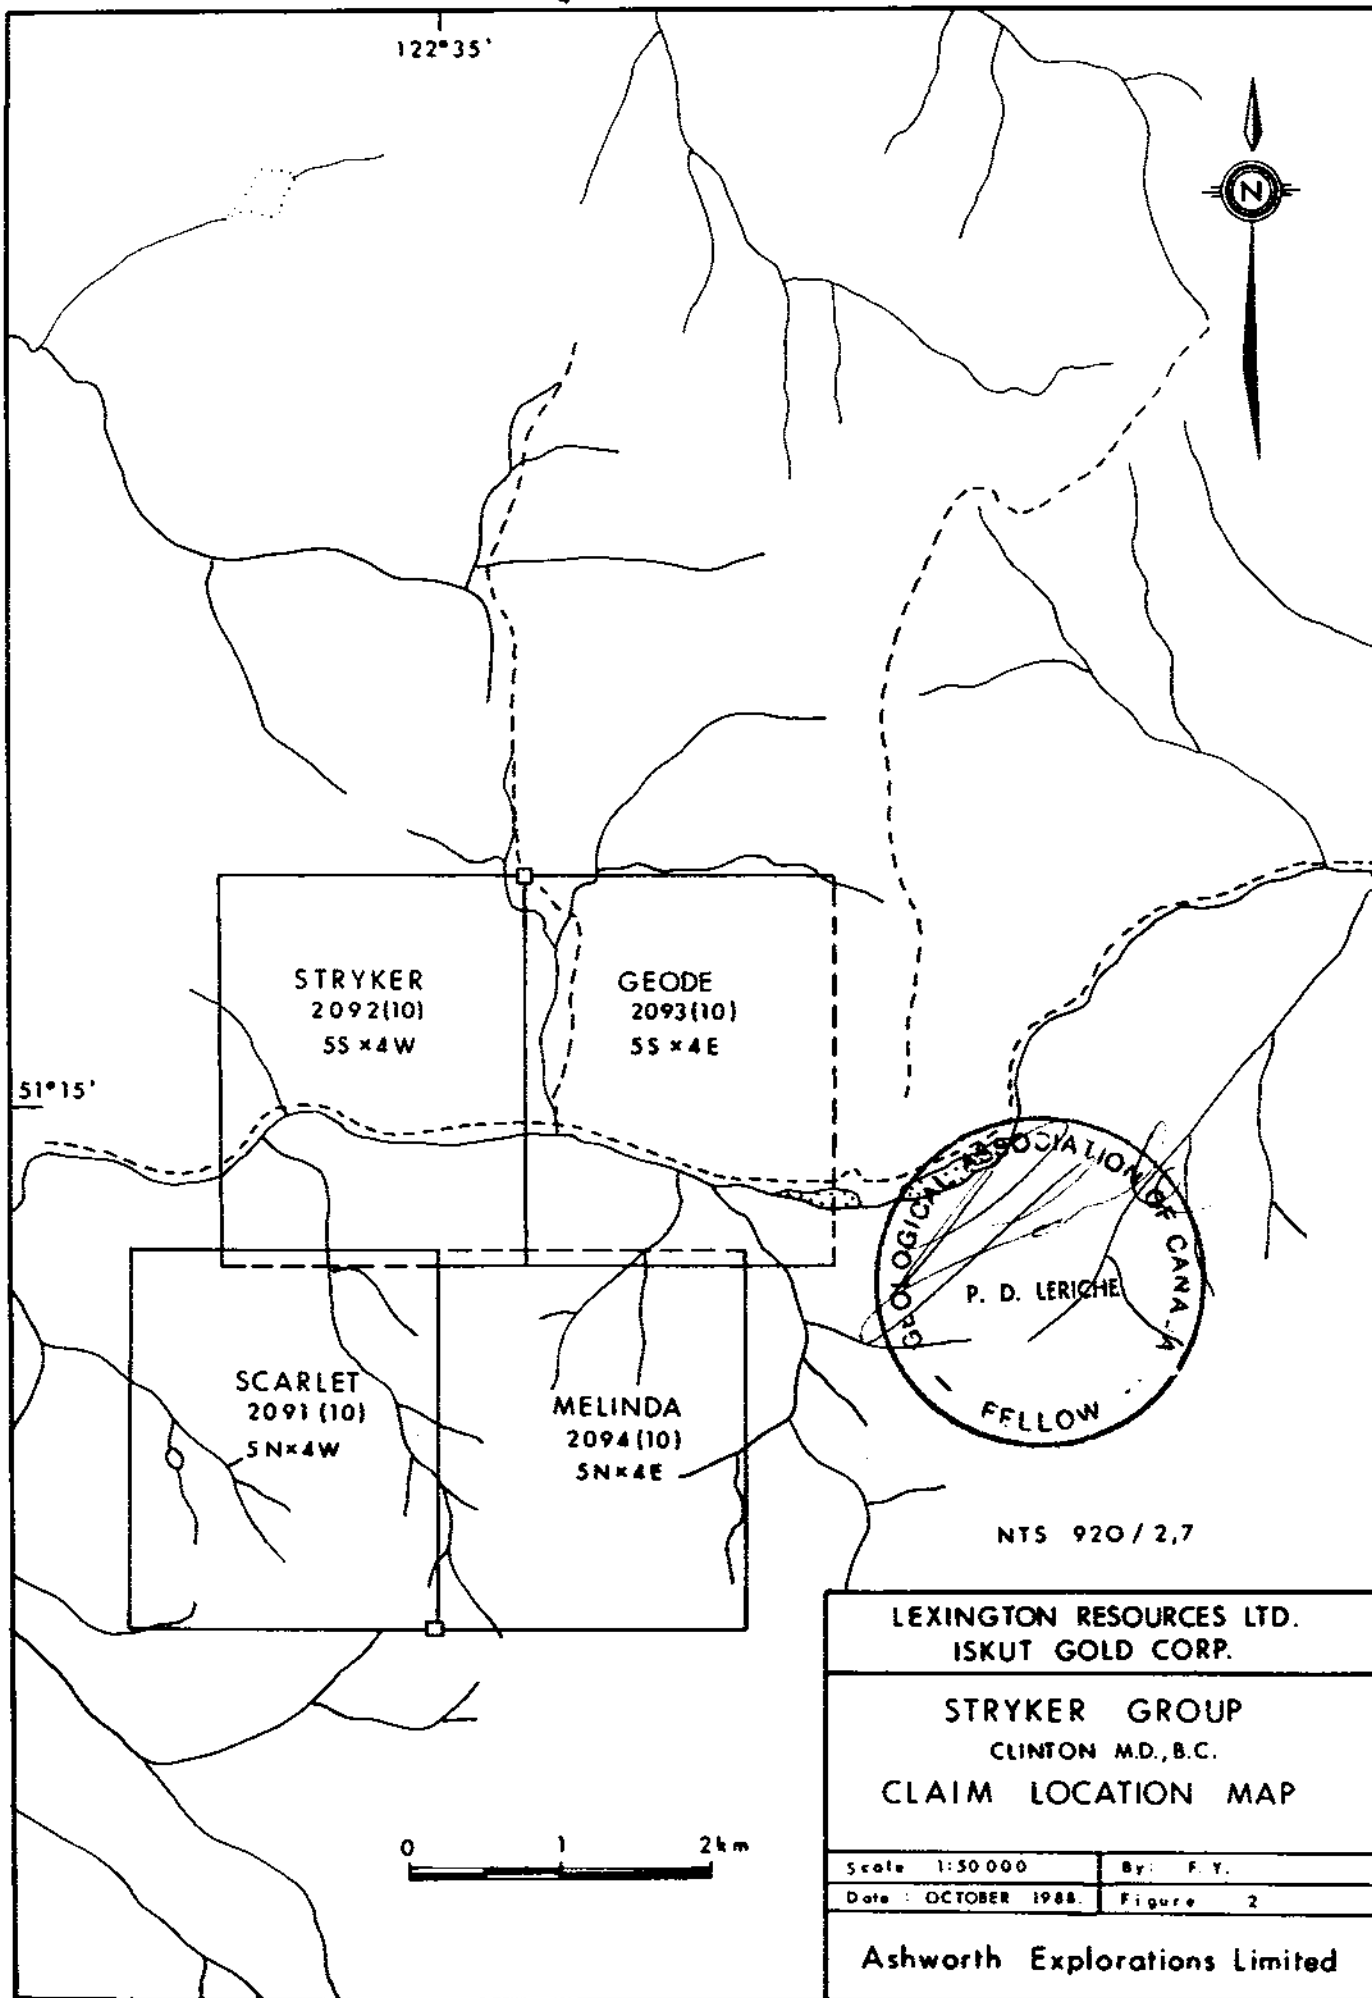 122°35'
N
STRYKER
2092(10)
5S × 4W
GEODE
2093(10)
5S × 4E
51°15'
GEOLOGICAL ASSOCIATION OF CANA
P. D. LERICHE
FELLOW
SCARLET
2091 (10)
5N × 4W
MELINDA
2094(10)
5N × 4E
NTS 92O / 2,7
LEXINGTON RESOURCES LTD.
ISKUT GOLD CORP.
STRYKER GROUP
CLINTON M.D., B.C.
CLAIM LOCATION MAP
0 1 2 km
Scale 1:50 000
By: F. Y.
Date : OCTOBER 1988.
Figure 2
Ashworth Explorations Limited